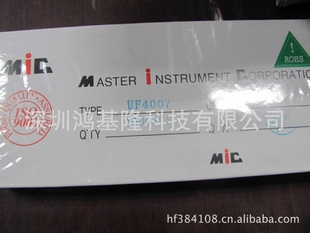 MIC
ROHS
MASTER INSTRUMENT CORPORATION
TYPE UF4007
ISO
深圳鸿基隆科技有限公司
Q'TY
MIC
hf384108.cn.alibaba.com